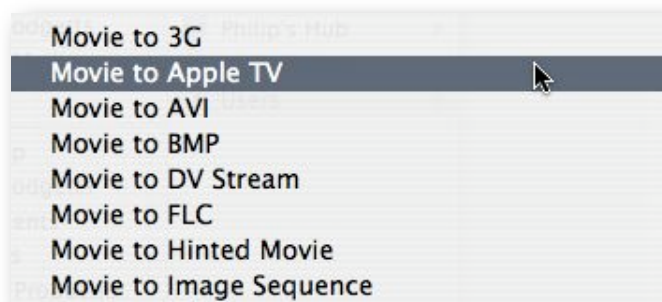 Movie to 3G
Movie to Apple TV
Movie to AVI
Movie to BMP
Movie to DV Stream
Movie to FLC
Movie to Hinted Movie
Movie to Image Sequence